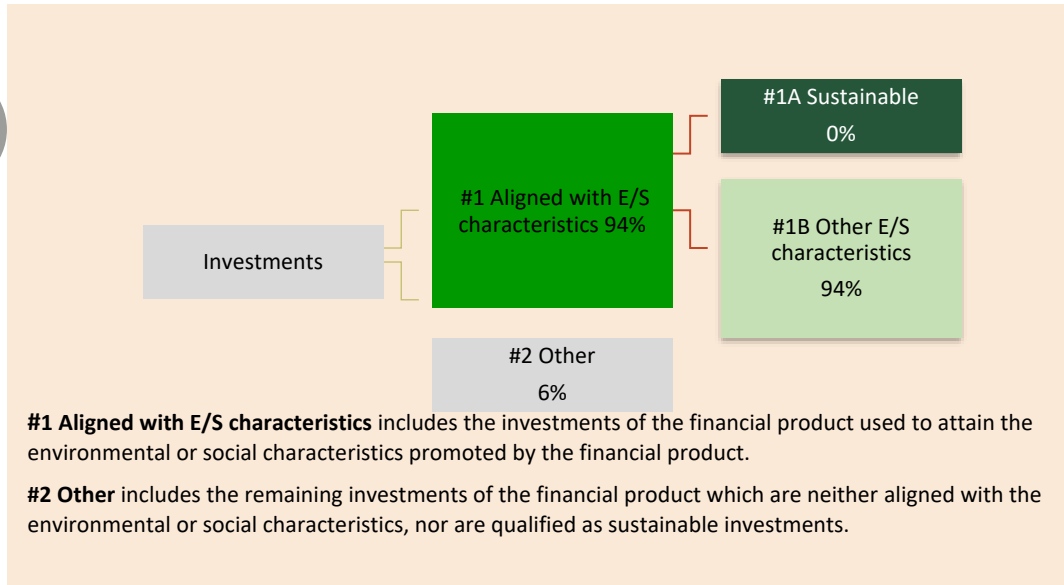 #1A Sustainable
0%
#1 Aligned with E/S
characteristics 94%
#1B Other E/S
characteristics
94%
Investments
#2 Other
6%
#1 Aligned with E/S characteristics includes the investments of the financial product used to attain the
environmental or social characteristics promoted by the financial product.
#2 Other includes the remaining investments of the financial product which are neither aligned with the
environmental or social characteristics, nor are qualified as sustainable investments.